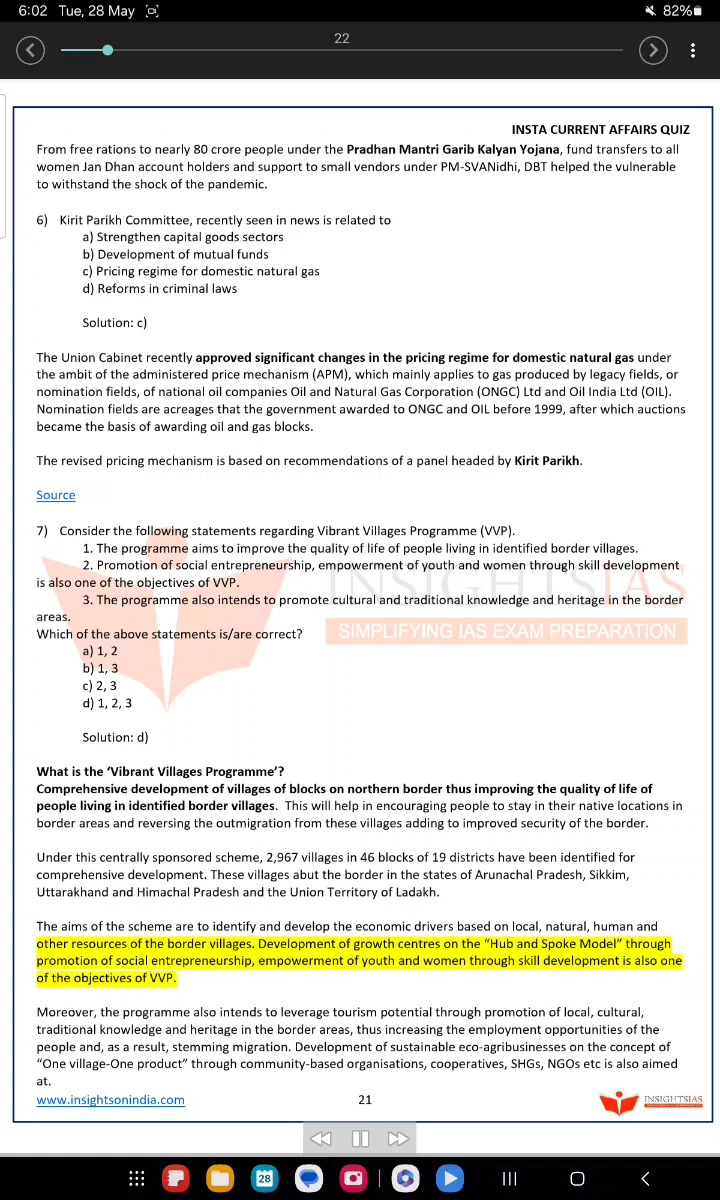 6:02 Tue, 28 May
82%
22
INSTA CURRENT AFFAIRS QUIZ
From free rations to nearly 80 crore people under the Pradhan Mantri Garib Kalyan Yojana, fund transfers to all
women Jan Dhan account holders and support to small vendors under PM-SVANidhi, DBT helped the vulnerable
to withstand the shock of the pandemic.
6) Kirit Parikh Committee, recently seen in news is related to
a) Strengthen capital goods sectors
b) Development of mutual funds
c) Pricing regime for domestic natural gas
d) Reforms in criminal laws
Solution: c)
The Union Cabinet recently approved significant changes in the pricing regime for domestic natural gas under
the ambit of the administered price mechanism (APM), which mainly applies to gas produced by legacy fields, or
nomination fields, of national oil companies Oil and Natural Gas Corporation (ONGC) Ltd and Oil India Ltd (OIL).
Nomination fields are acreages that the government awarded to ONGC and OIL before 1999, after which auctions
became the basis of awarding oil and gas blocks.
The revised pricing mechanism is based on recommendations of a panel headed by Kirit Parikh.
Source
7) Consider the following statements regarding Vibrant Villages Programme (VVP).
1. The programme aims to improve the quality of life of people living in identified border villages.
2. Promotion of social entrepreneurship, empowerment of youth and women through skill development
is also one of the objectives of VVP.
INSIGHTSIAS
3. The programme also intends to promote cultural and traditional knowledge and heritage in the border
areas.
SIMPLIFYING IAS EXAM PREPARATION
Which of the above statements is/are correct?
a) 1, 2
b) 1, 3
c) 2, 3
d) 1, 2, 3
Solution: d)
What is the ‘Vibrant Villages Programme’?
Comprehensive development of villages of blocks on northern border thus improving the quality of life of
people living in identified border villages. This will help in encouraging people to stay in their native locations in
border areas and reversing the outmigration from these villages adding to improved security of the border.
Under this centrally sponsored scheme, 2,967 villages in 46 blocks of 19 districts have been identified for
comprehensive development. These villages abut the border in the states of Arunachal Pradesh, Sikkim,
Uttarakhand and Himachal Pradesh and the Union Territory of Ladakh.
The aims of the scheme are to identify and develop the economic drivers based on local, natural, human and
other resources of the border villages. Development of growth centres on the “Hub and Spoke Model” through
promotion of social entrepreneurship, empowerment of youth and women through skill development is also one
of the objectives of VVP.
Moreover, the programme also intends to leverage tourism potential through promotion of local, cultural,
traditional knowledge and heritage in the border areas, thus increasing the employment opportunities of the
people and, as a result, stemming migration. Development of sustainable eco-agribusinesses on the concept of
“One village-One product” through community-based organisations, cooperatives, SHGs, NGOs etc is also aimed
at.
www.insightsonindia.com
21
INSIGHTSIAS
28